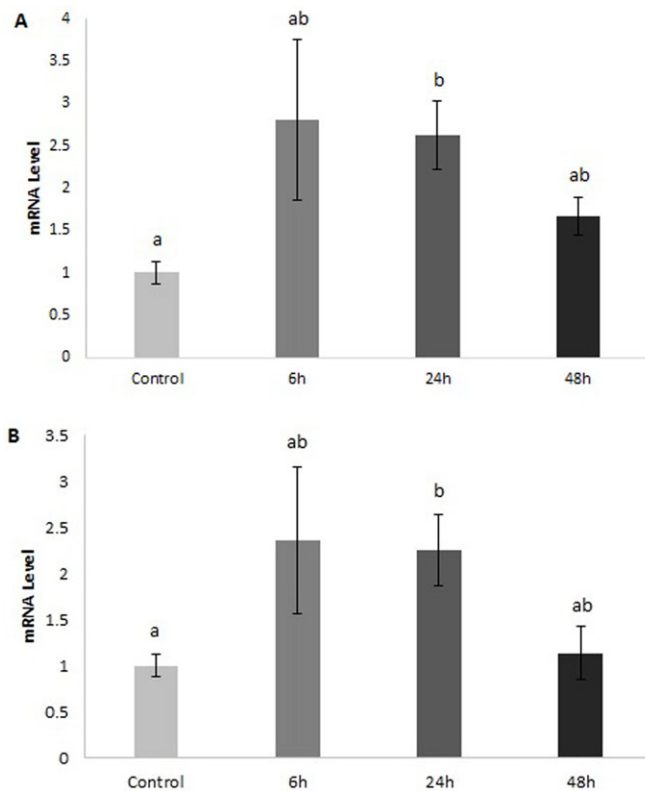 A
4
3.5
3
2.5
2
1.5
1
0.5
0
mRNA Level
a
ab
b
ab
Control 6h 24h 48h
B
3.5
3
2.5
2
1.5
1
0.5
0
mRNA Level
a
ab
b
ab
Control 6h 24h 48h